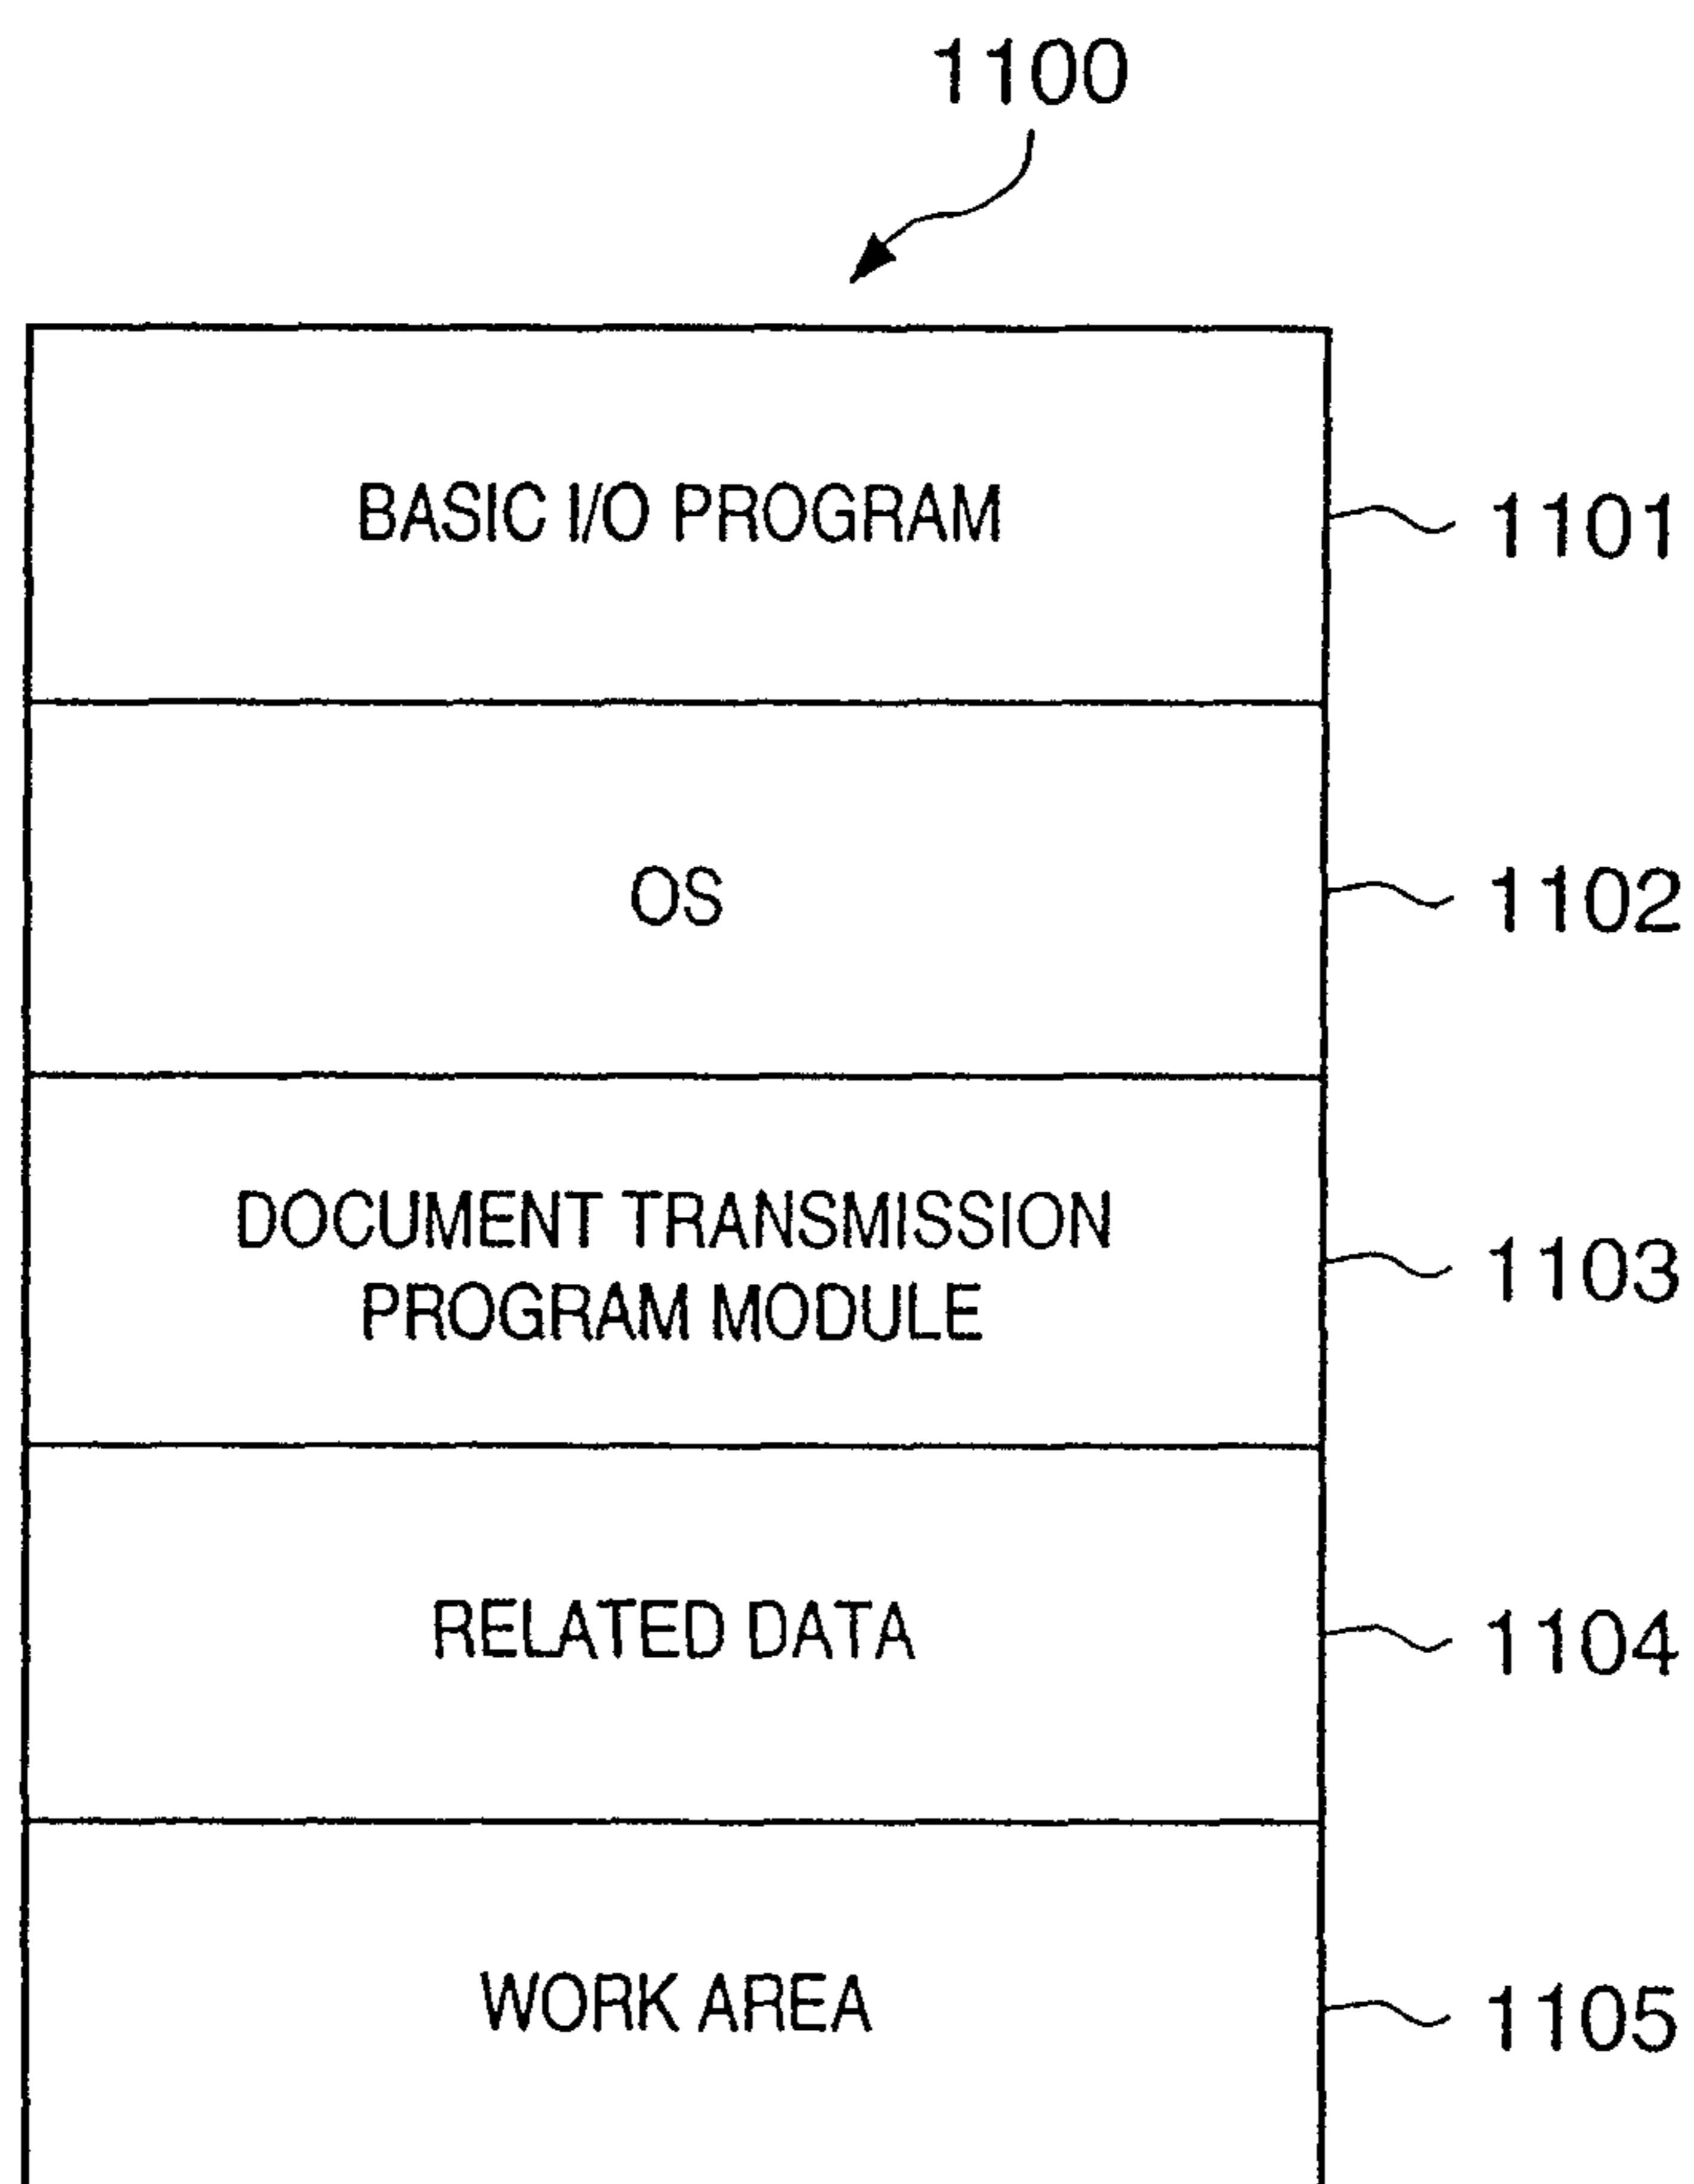 1100
BASIC I/O PROGRAM
1101
OS
1102
DOCUMENT TRANSMISSION
PROGRAM MODULE
1103
RELATED DATA
1104
WORK AREA
1105